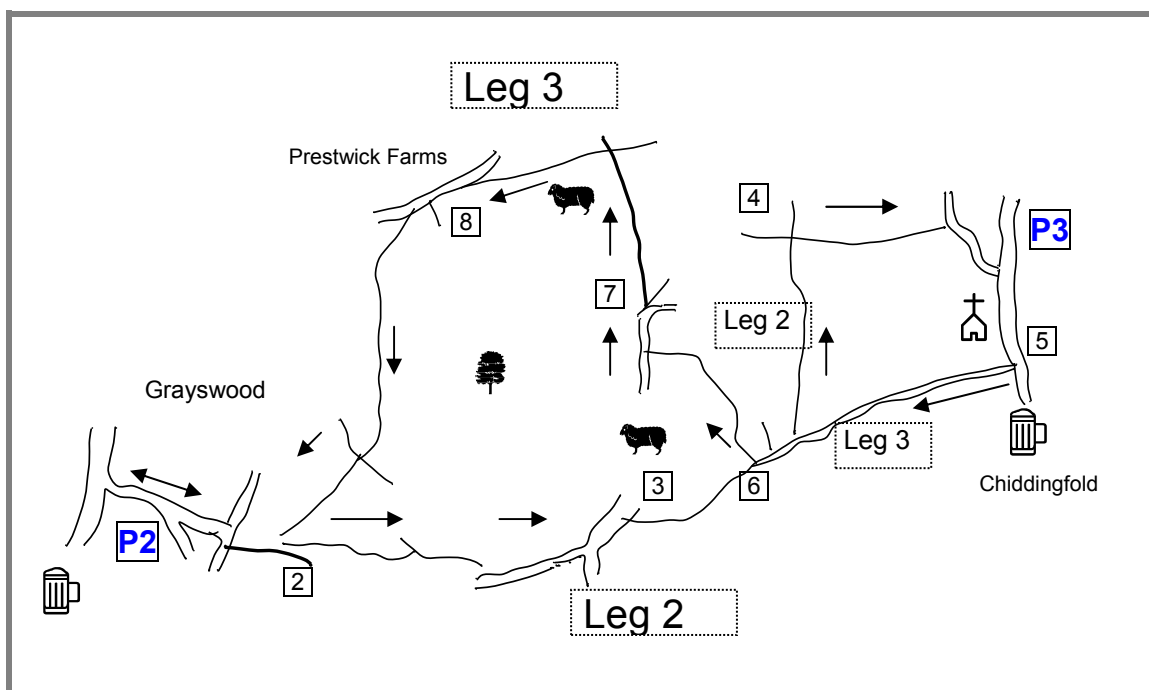 Leg 3
Prestwick Farms
4
8
P3
7
Leg 2
5
Grayswood
Leg 3
3
6
Chiddingfold
P2
2
Leg 2